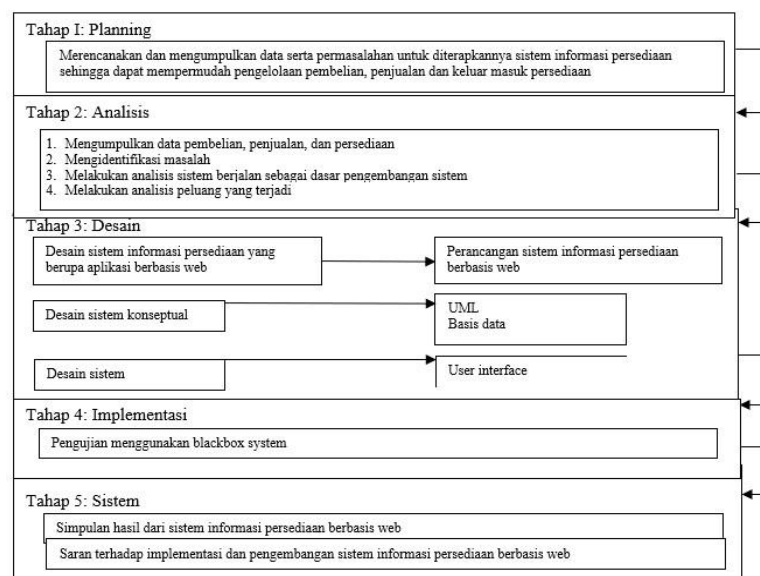 Tahap I: Planning
Merencanakan dan mengumpulkan data serta permasalahan untuk diterapkannya sistem informasi persediaan
sehingga dapat mempermudah pengelolaan pembelian, penjualan dan keluar masuk persediaan
Tahap 2: Analisis
1. Mengumpulkan data pembelian, penjualan, dan persediaan
2. Mengidentifikasi masalah
3. Melakukan analisis sistem berjalan sebagai dasar pengembangan sistem
4. Melakukan analisis peluang yang terjadi
Tahap 3: Desain
Desain sistem informasi persediaan yang
berupa aplikasi berbasis web
Perancangan sistem informasi persediaan
berbasis web
Desain sistem konseptual
UML
Basis data
Desain sistem
User interface
Tahap 4: Implementasi
Pengujian menggunakan blackbox system
Tahap 5: Sistem
Simpulan hasil dari sistem informasi persediaan berbasis web
Saran terhadap implementasi dan pengembangan sistem informasi persediaan berbasis web